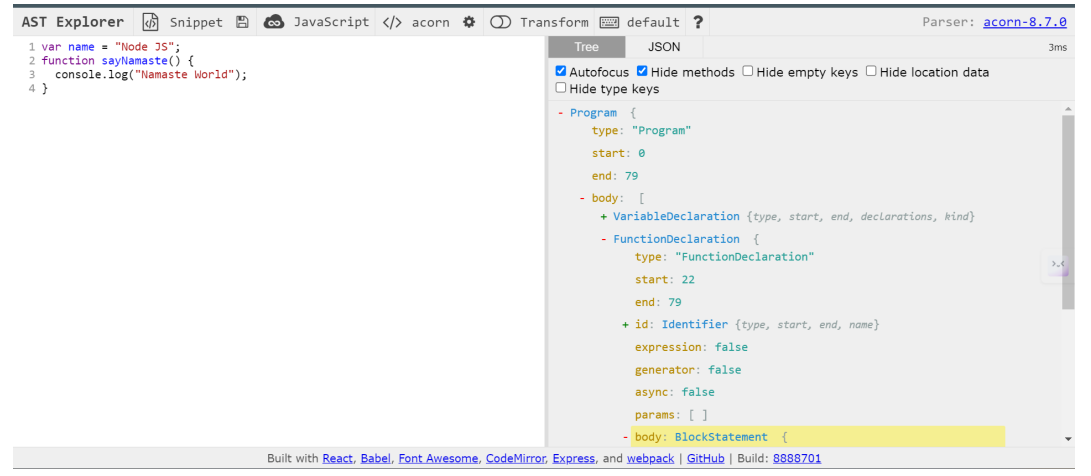 AST Explorer Snippet JavaScript </> acorn Transform default ? Parser: acorn-8.7.0
1 var name = "Node JS";
2 function sayNamaste() {
3   console.log("Namaste World");
4 }
Tree JSON 3ms
Autofocus Hide methods Hide empty keys Hide location data
Hide type keys
- Program {
type: "Program"
start: 0
end: 79
- body: [
+ VariableDeclaration {type, start, end, declarations, kind}
- FunctionDeclaration {
type: "FunctionDeclaration"
start: 22
end: 79
+ id: Identifier {type, start, end, name}
expression: false
generator: false
async: false
params: [ ]
- body: BlockStatement {
Built with React, Babel, Font Awesome, CodeMirror, Express, and webpack | GitHub | Build: 8888701